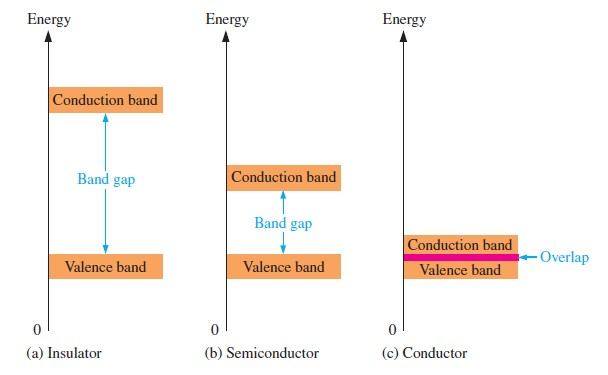 Energy
Conduction band
Band gap
Valence band
0
(a) Insulator
Energy
Conduction band
Band gap
Valence band
0
(b) Semiconductor
Energy
Conduction band
Overlap
Valence band
0
(c) Conductor